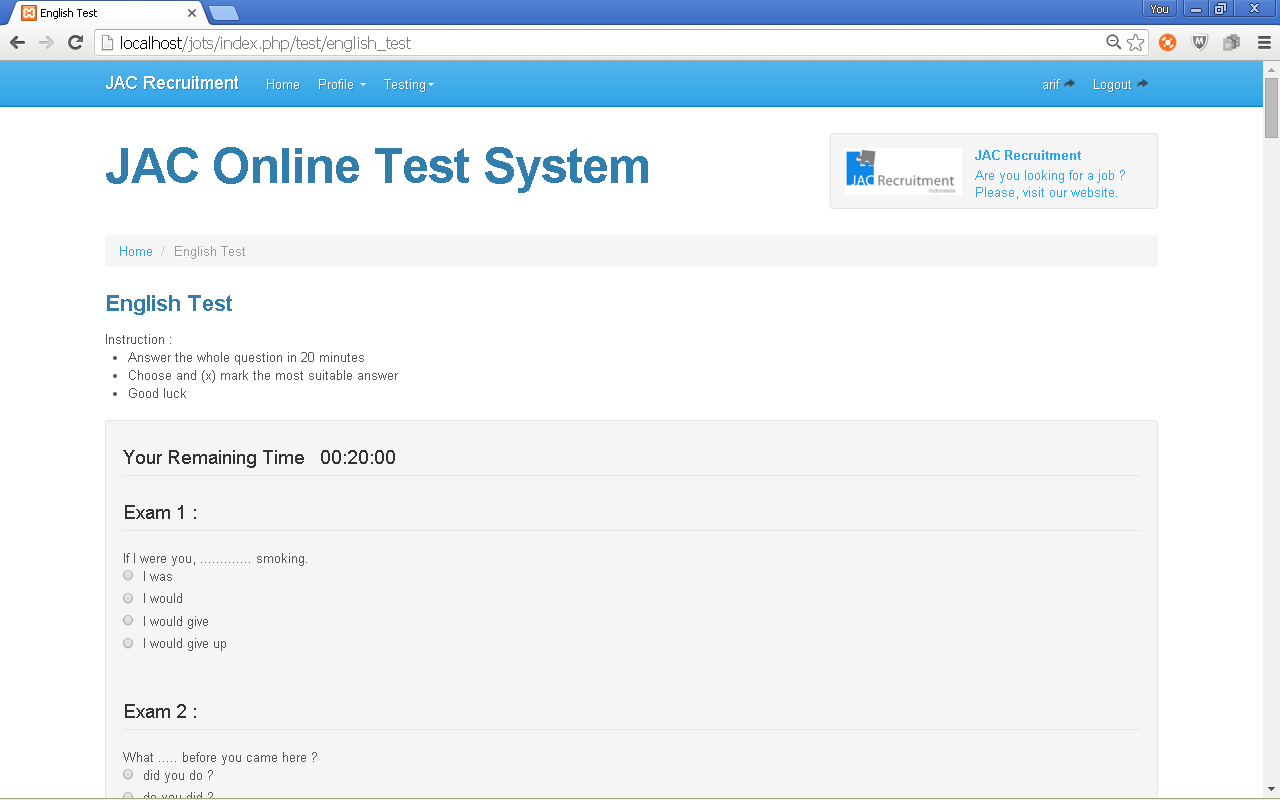 English Test
You
localhost/jots/index.php/test/english_test
JAC Recruitment Home Profile Testing arif Logout
JAC Online Test System
JAC Recruitment
Indonesia
JAC Recruitment
Are you looking for a job ?
Please, visit our website.
Home / English Test
English Test
Instruction :
• Answer the whole question in 20 minutes
• Choose and (x) mark the most suitable answer
• Good luck
Your Remaining Time 00:20:00
Exam 1 :
If I were you, ............. smoking.
I was
I would
I would give
I would give up
Exam 2 :
What ..... before you came here ?
did you do ?
do you did ?